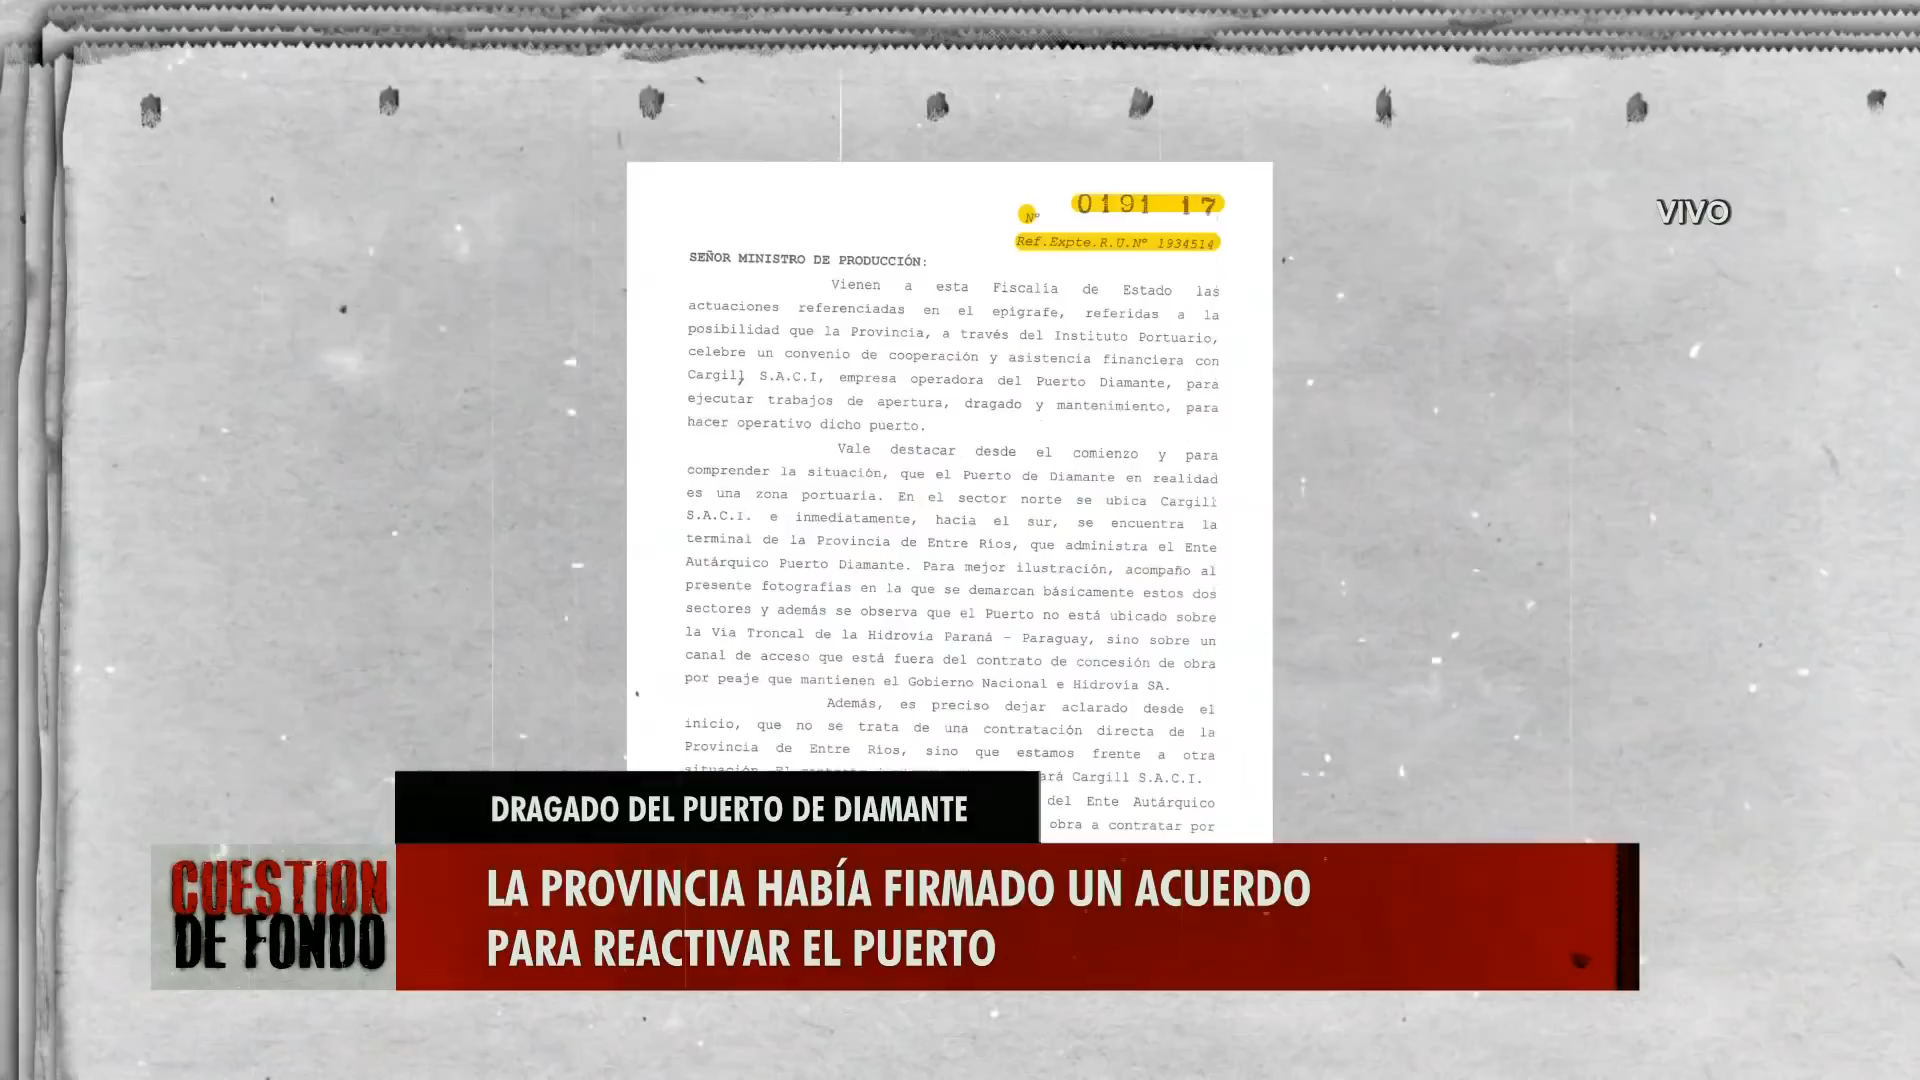 Nº 0191 17
Ref.Expte.R.U.Nº 1934514
VIVO
SEÑOR MINISTRO DE PRODUCCIÓN:
Vienen a esta Fiscalía de Estado las
actuaciones referenciadas en el epígrafe, referidas a la
posibilidad que la Provincia, a través del Instituto Portuario,
celebre un convenio de cooperación y asistencia financiera con
Cargill S.A.C.I, empresa operadora del Puerto Diamante, para
ejecutar trabajos de apertura, dragado y mantenimiento, para
hacer operativo dicho puerto.
Vale destacar desde el comienzo y para
comprender la situación, que el Puerto de Diamante en realidad
es una zona portuaria. En el sector norte se ubica Cargill
S.A.C.I. e inmediatamente, hacia el sur, se encuentra la
terminal de la Provincia de Entre Ríos, que administra el Ente
Autárquico Puerto Diamante. Para mejor ilustración, acompaño al
presente fotografías en la que se demarcan básicamente estos dos
sectores y además se observa que el Puerto no está ubicado sobre
la Vía Troncal de la Hidrovía Paraná – Paraguay, sino sobre un
canal de acceso que está fuera del contrato de concesión de obra
por peaje que mantienen el Gobierno Nacional e Hidrovía SA.
Además, es preciso dejar aclarado desde el
inicio, que no se trata de una contratación directa de la
Provincia de Entre Ríos, sino que estamos frente a otra
situación. El ará Cargill S.A.C.I.
del Ente Autárquico
obra a contratar por
DRAGADO DEL PUERTO DE DIAMANTE
CUESTION
DE FONDO
LA PROVINCIA HABÍA FIRMADO UN ACUERDO
PARA REACTIVAR EL PUERTO